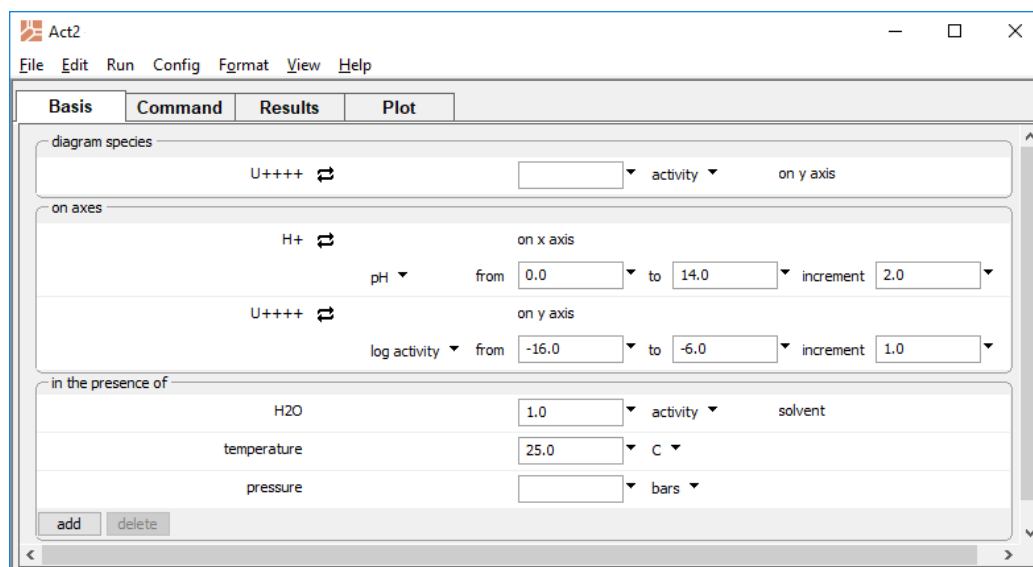 Act2
File Edit Run Config Format View Help
Basis Command Results Plot
diagram species
U++++ activity on y axis
on axes
H+ on x axis
pH from 0.0 to 14.0 increment 2.0
U++++ on y axis
log activity from -16.0 to -6.0 increment 1.0
in the presence of
H2O 1.0 activity solvent
temperature 25.0 C
pressure bars
add delete